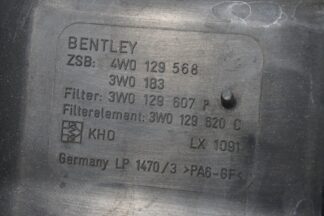 BENTLEY
ZSB: 4W0 129 568
3W0 183
Filter: 3W0 129 607 P
Filterelement: 3W0 129 620 C
KHD LX 1091
Germany LP 1470/3 >PA6-GF<